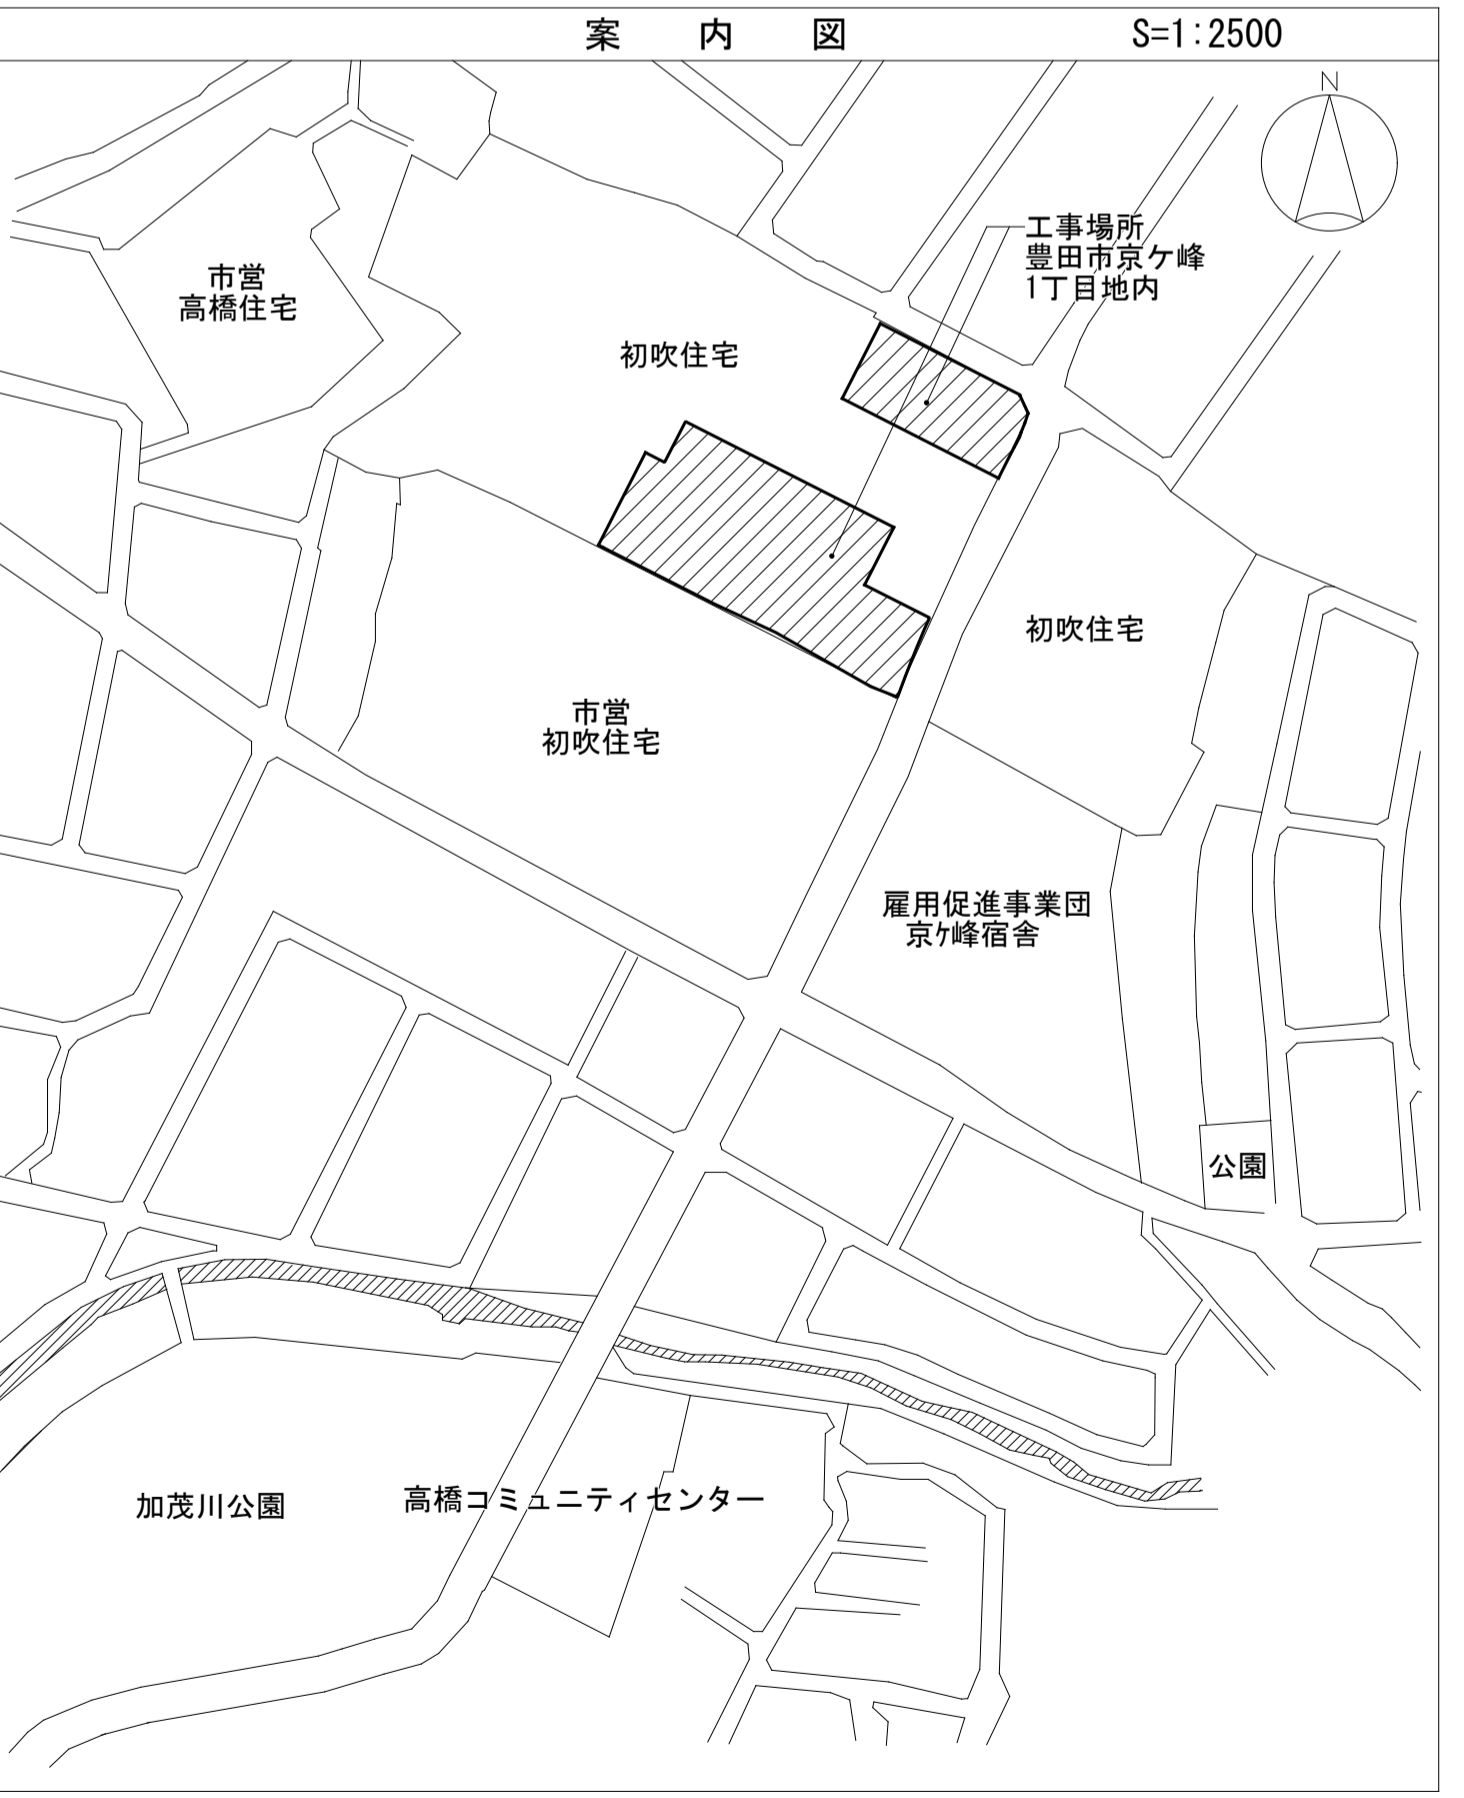 案内図 S=1:2500
N
工事場所
豊田市京ケ峰
1丁目地内
市営
高橋住宅
初吹住宅
初吹住宅
市営
初吹住宅
雇用促進事業団
京ｹ峰宿舎
公園
加茂川公園
高橋コミュニティセンター